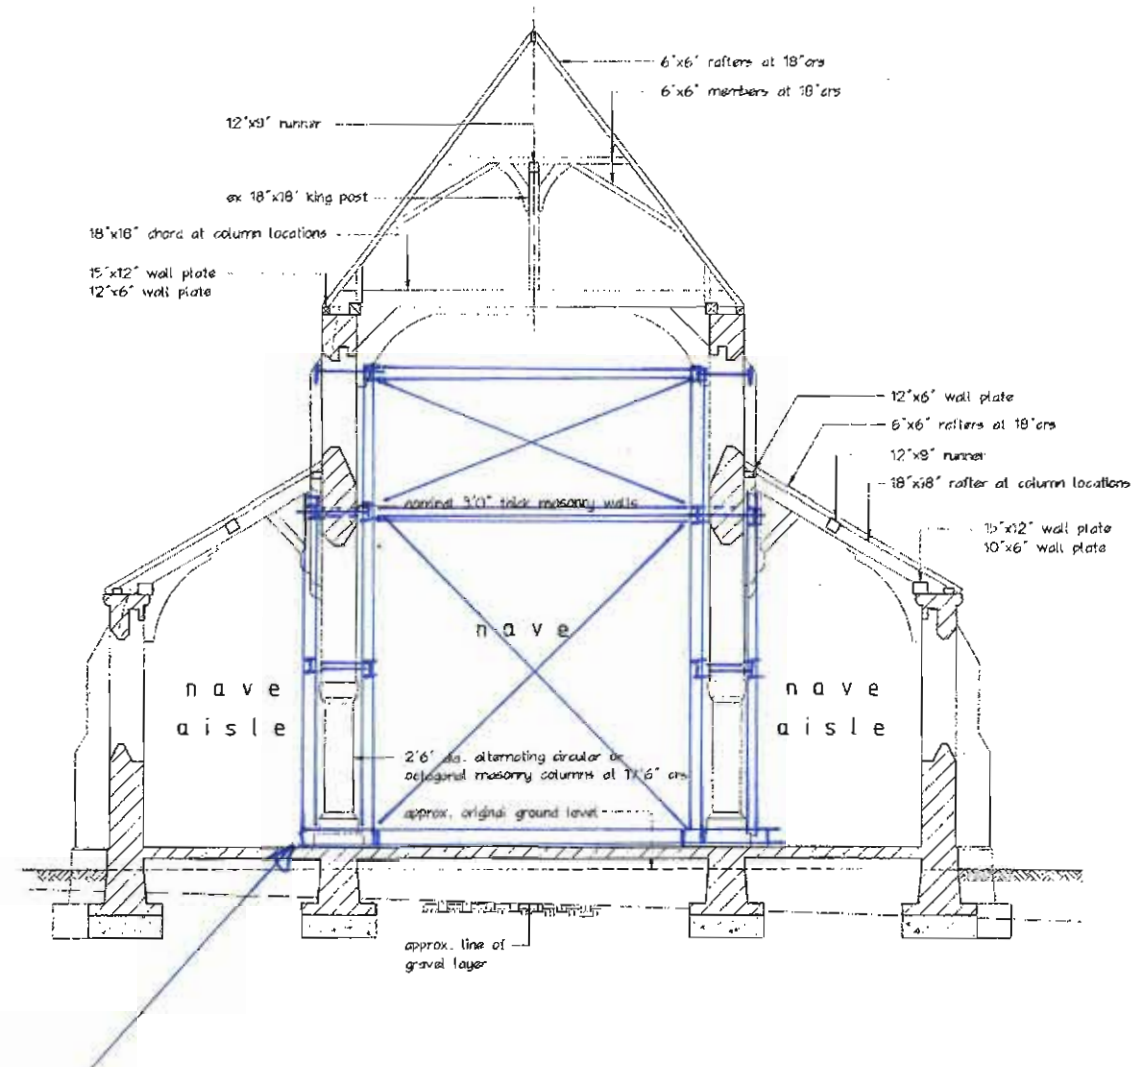 6"x6" rafters at 18"crs
6"x6" members at 18"crs
12"x9" runner
ex 18"x18" king post
18"x16" chord at column locations
15"x12" wall plate
12"x6" wall plate
12"x6" wall plate
6"x6" rafters at 18"crs
12"x9" runner
18"x18" rafter at column locations
15"x12" wall plate
10"x6" wall plate
nominal 3'0" thick masonry walls
nave
nave
aisle
nave
aisle
2'6" dia. alternating circular or
octagonal masonry columns at 17'6" crs
approx. original ground level
approx. line of
gravel layer